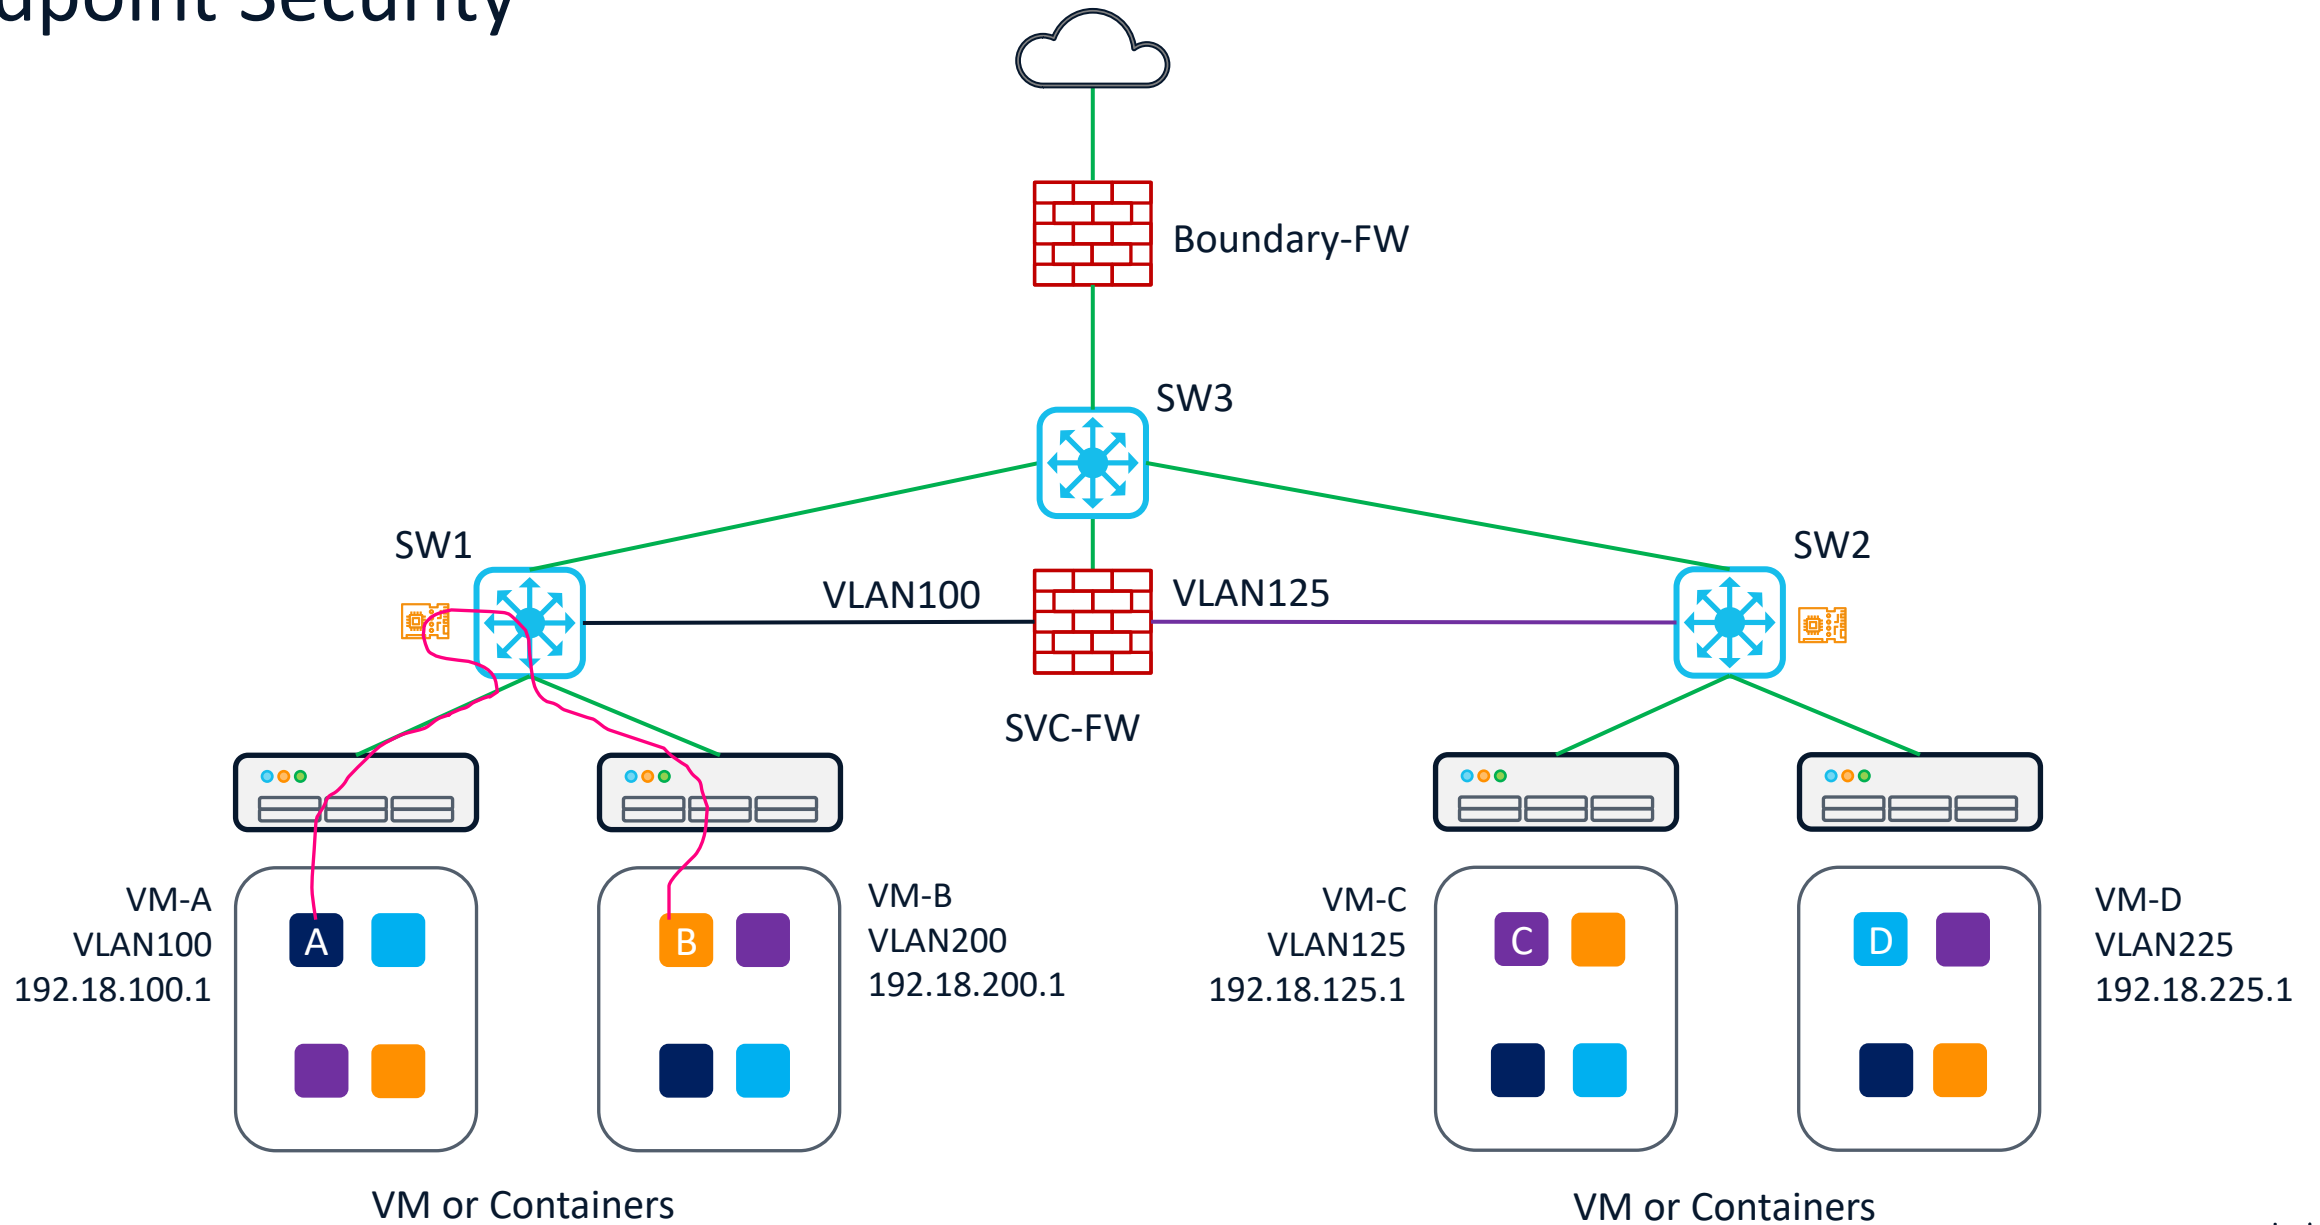 dpoint Security
Boundary-FW
SW3
SW1
SW2
VLAN100
VLAN125
SVC-FW
VM-A
VLAN100
192.18.100.1
A
B
VM-B
VLAN200
192.18.200.1
VM-C
VLAN125
192.18.125.1
C
D
VM-D
VLAN225
192.18.225.1
VM or Containers
VM or Containers